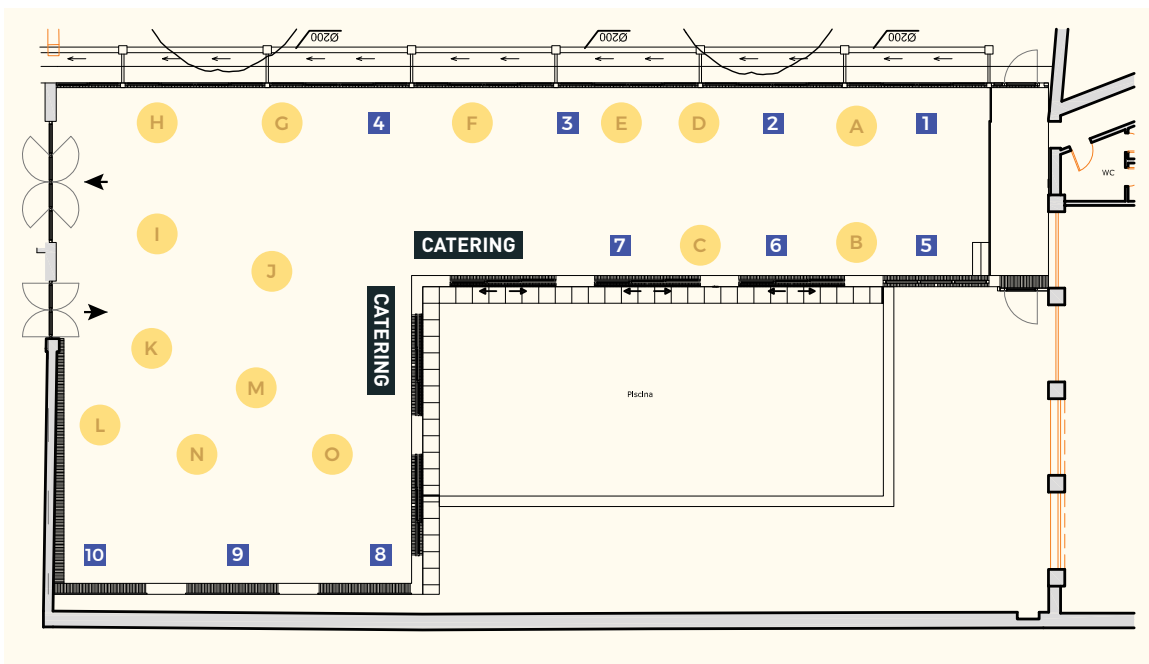 Ø200
Ø200
Ø200
H
G
4
F
3
E
D
2
A
1
WC
I
CATERING
7
C
6
B
5
J
CATERING
K
M
Piscina
L
N
O
10
9
8